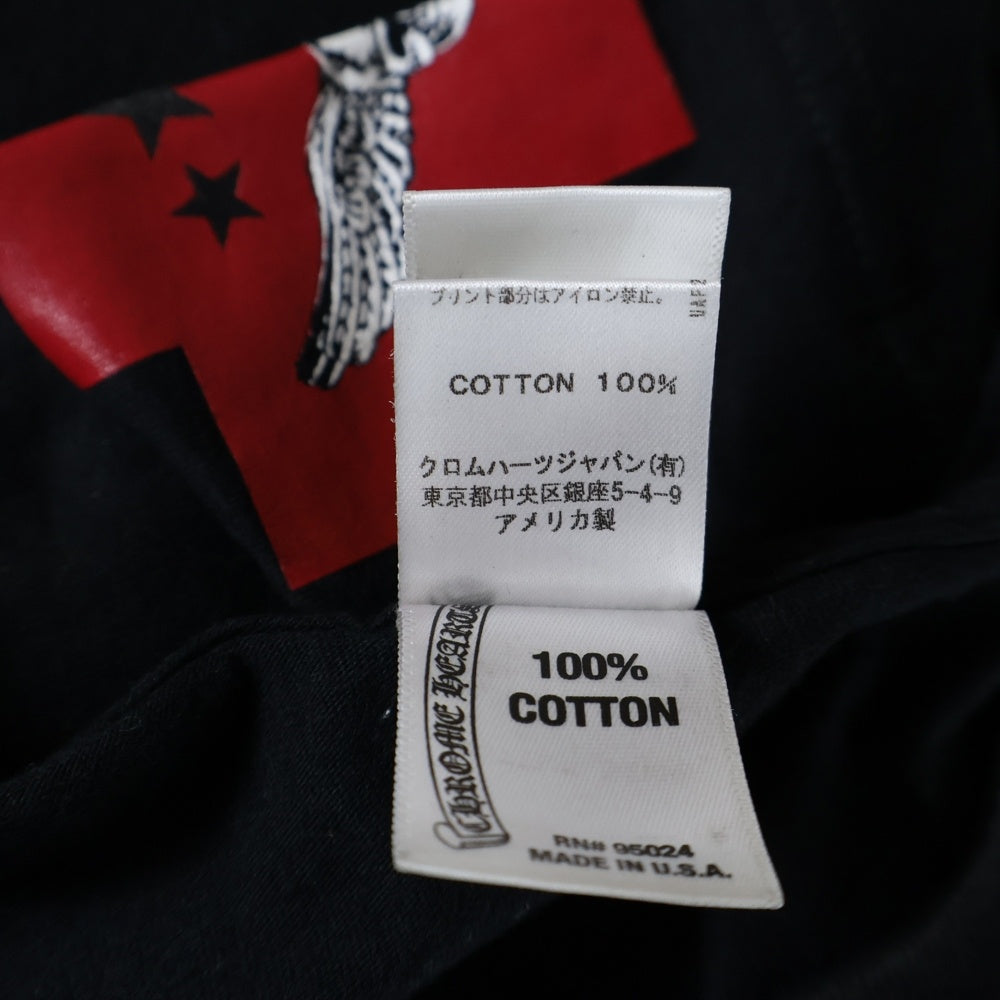 プリント部分はアイロン禁止。
COTTON 100%
クロムハーツジャパン(有)
東京都中央区銀座5-4-9
アメリカ製
CHROME HEARTS
100%
COTTON
RN# 95024
MADE IN U.S.A.